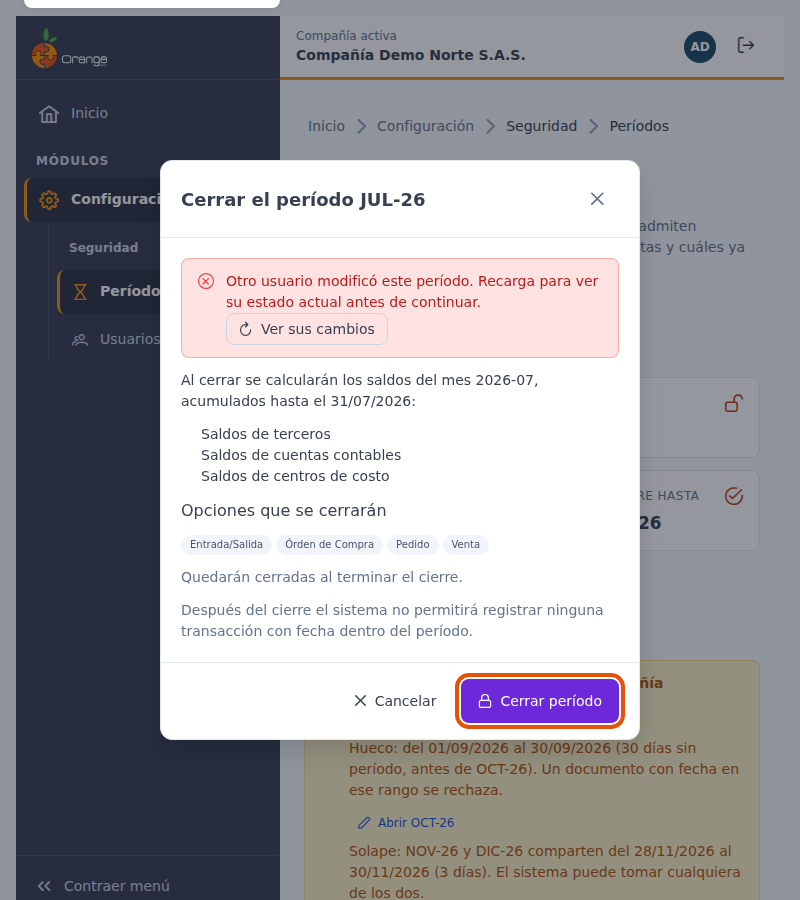 Orange
Compañía activa
Compañía Demo Norte S.A.S.
AD
Inicio
MÓDULOS
Configuraci
Seguridad
Período
Usuarios
Contraer menú
Inicio
Configuración
Seguridad
Períodos
admiten
tas y cuáles ya
RE HASTA
26
Cerrar el período JUL-26
Otro usuario modificó este período. Recarga para ver
su estado actual antes de continuar.
Ver sus cambios
Al cerrar se calcularán los saldos del mes 2026-07,
acumulados hasta el 31/07/2026:
Saldos de terceros
Saldos de cuentas contables
Saldos de centros de costo
Opciones que se cerrarán
Entrada/Salida
Órden de Compra
Pedido
Venta
Quedarán cerradas al terminar el cierre.
Después del cierre el sistema no permitirá registrar ninguna
transacción con fecha dentro del período.
Cancelar
Cerrar período
ñía
Hueco: del 01/09/2026 al 30/09/2026 (30 días sin
período, antes de OCT-26). Un documento con fecha en
ese rango se rechaza.
Abrir OCT-26
Solape: NOV-26 y DIC-26 comparten del 28/11/2026 al
30/11/2026 (3 días). El sistema puede tomar cualquiera
de los dos.